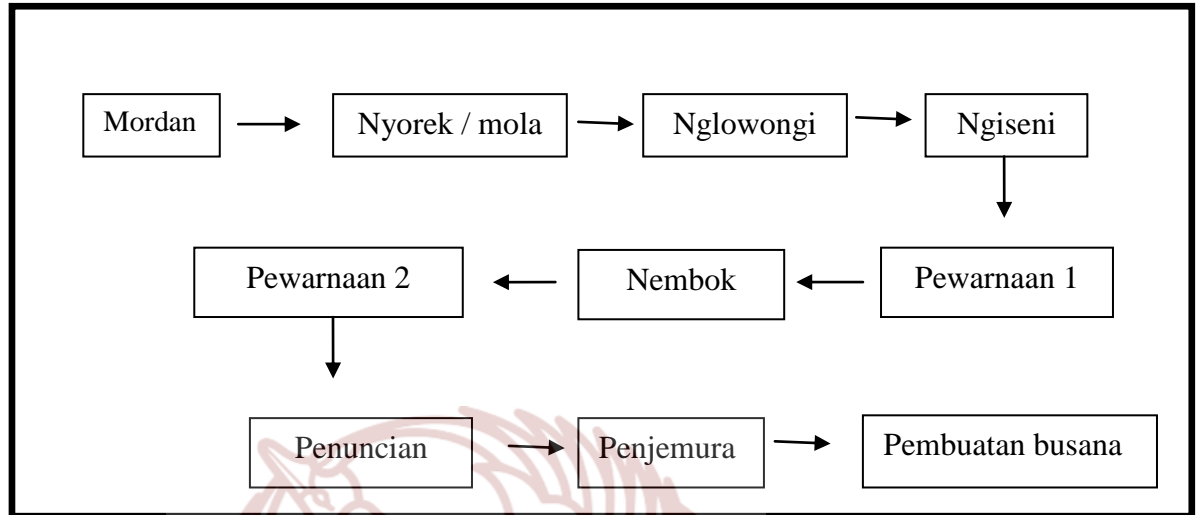 Mordan
Nyorek / mola
Nglowongi
Ngiseni
Pewarnaan 1
Nembok
Pewarnaan 2
Penuncian
Penjemura
Pembuatan busana